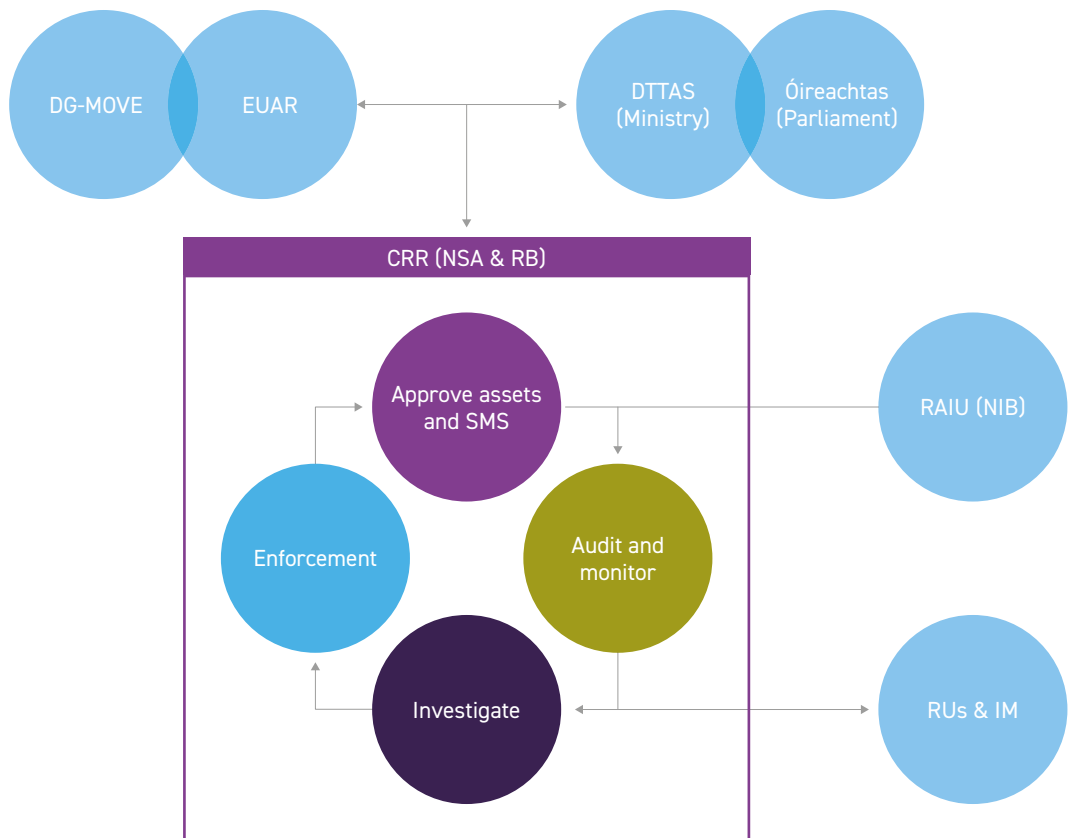 DG-MOVE
EUAR
DTTAS
(Ministry)
Óireachtas
(Parliament)
CRR (NSA & RB)
Approve assets
and SMS
RAIU (NIB)
Enforcement
Audit and
monitor
Investigate
RUs & IM